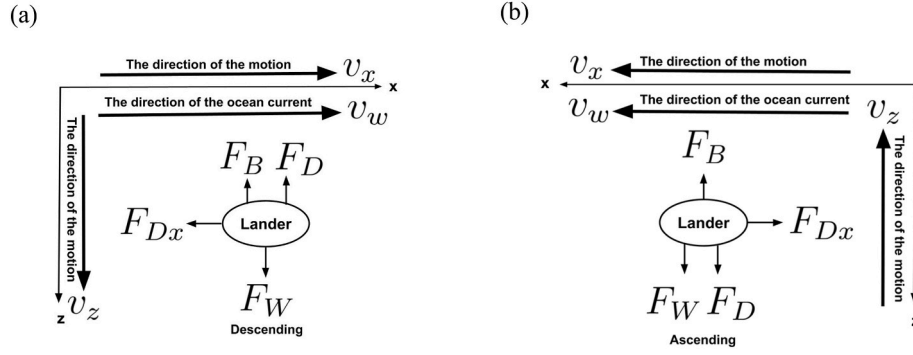 (a)
The direction of the motion
v_x
x
The direction of the ocean current
v_w
The direction of the motion
F_B F_D
F_Dx
Lander
F_W
z
v_z
Descending
(b)
v_x
The direction of the motion
x
v_w
The direction of the ocean current
v_z
F_B
The direction of the motion
Lander
F_Dx
F_W F_D
z
Ascending